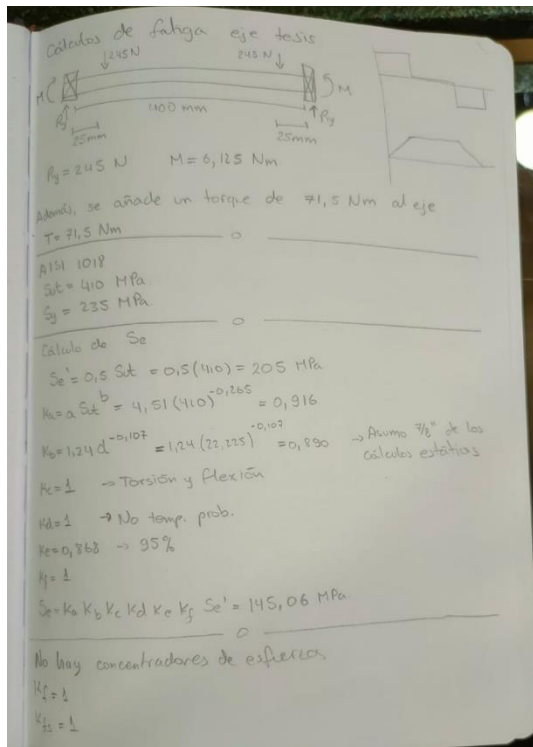 Cálculos de fatiga eje tesis
245 N
245 N
M
M
Ry
400 mm
Ry
25mm
25mm
Ry = 245 N M = 6,125 Nm
Además, se añade un torque de 71,5 Nm al eje
T = 71,5 Nm
AISI 1018
Sut = 410 MPa
Sy = 235 MPa
Cálculo de Se
Se' = 0,5 Sut = 0,5 (410) = 205 MPa
Ka = a Sut^b = 4,51 (410)^-0,265 = 0,916
Kb = 1,24 d^-0,107 = 1,24 (22,225)^-0,107 = 0,890 → Asumo 7/8" de los
cálculos estáticos
Kc = 1 → Torsión y flexión
Kd = 1 → No temp. prob.
Ke = 0,868 → 95%
Kf = 1
Se = Ka Kb Kc Kd Ke Kf Se' = 145,06 MPa
No hay concentradores de esfuerzo
Kf = 1
Kfs = 1